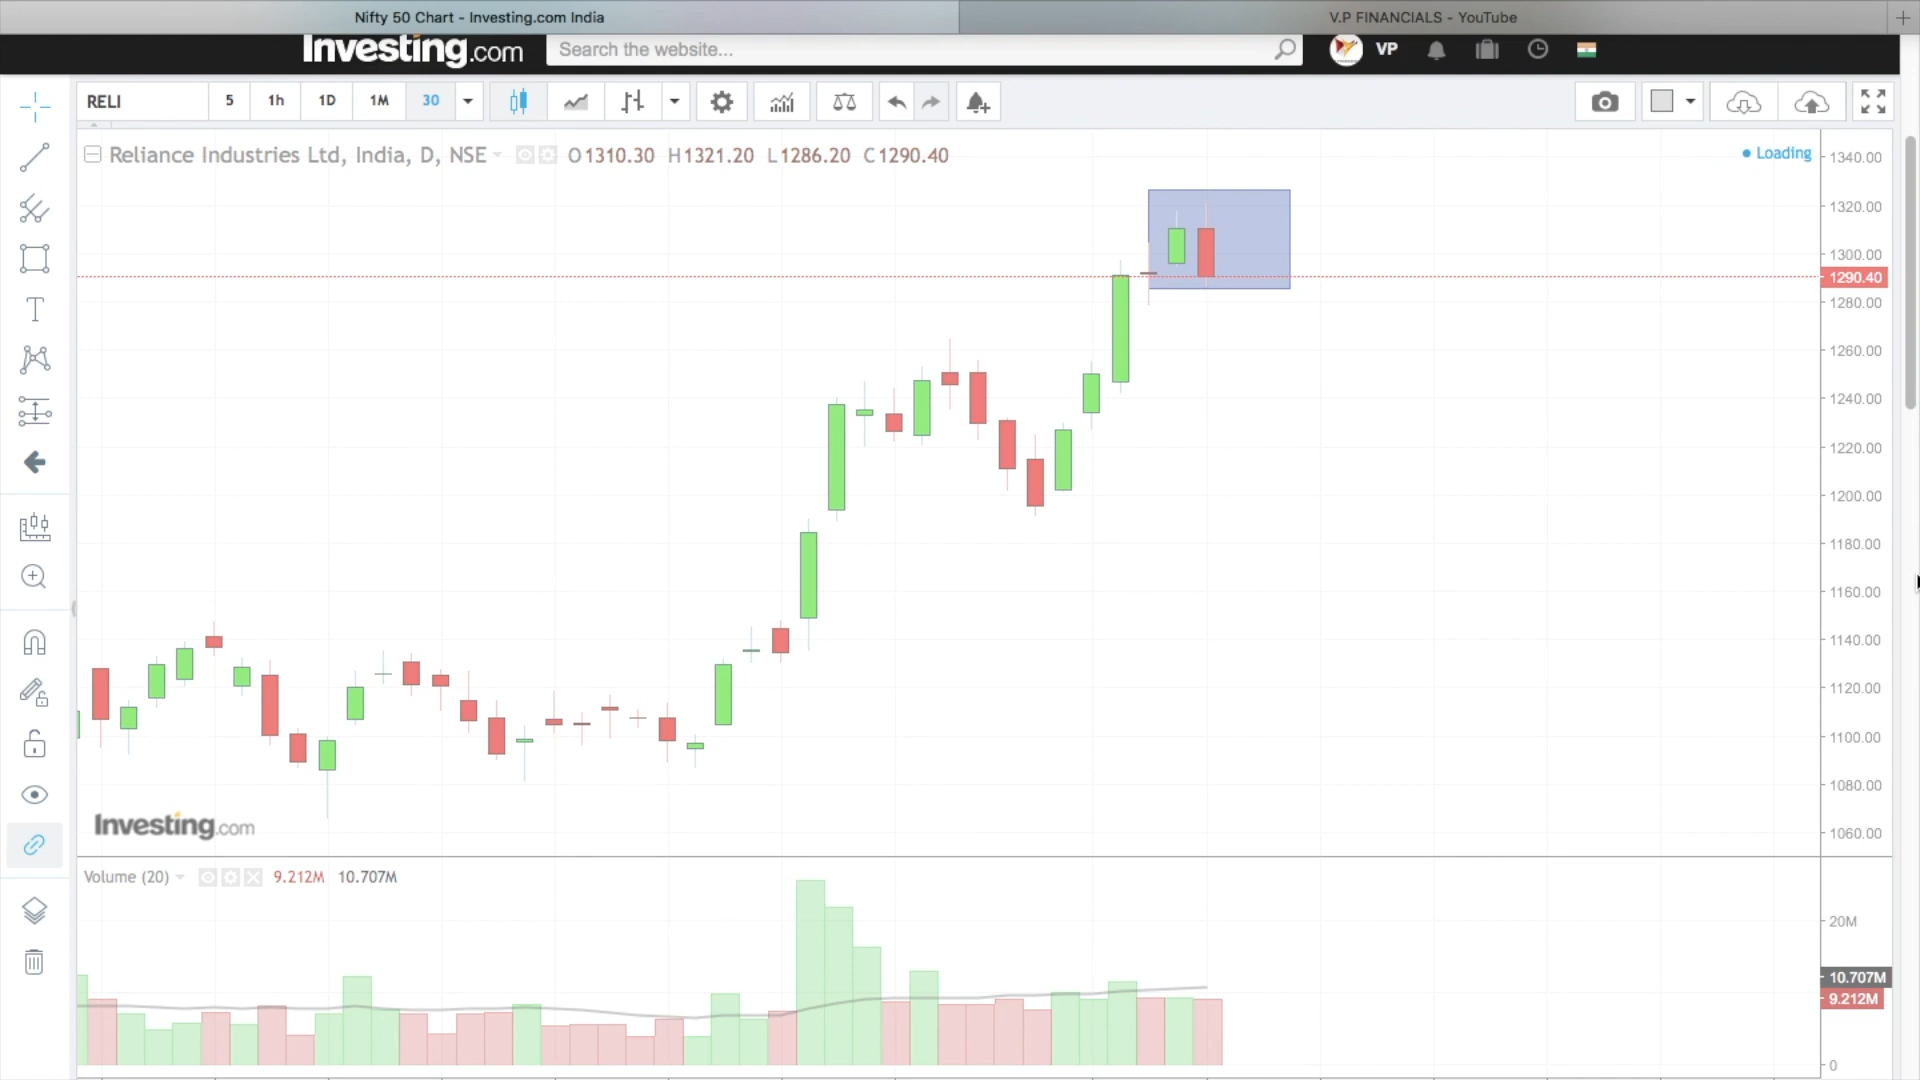 Nifty 50 Chart - Investing.com India
V.P FINANCIALS - YouTube
Investing.com
Search the website...
VP
RELI
5
1h
1D
1M
30
Reliance Industries Ltd, India, D, NSE
O 1310.30 H 1321.20 L 1286.20 C 1290.40
Loading
1340.00
1320.00
1300.00
1290.40
1280.00
1260.00
1240.00
1220.00
1200.00
1180.00
1160.00
1140.00
1120.00
1100.00
1080.00
1060.00
Investing.com
Volume (20)
9.212M
10.707M
20M
10.707M
9.212M
0